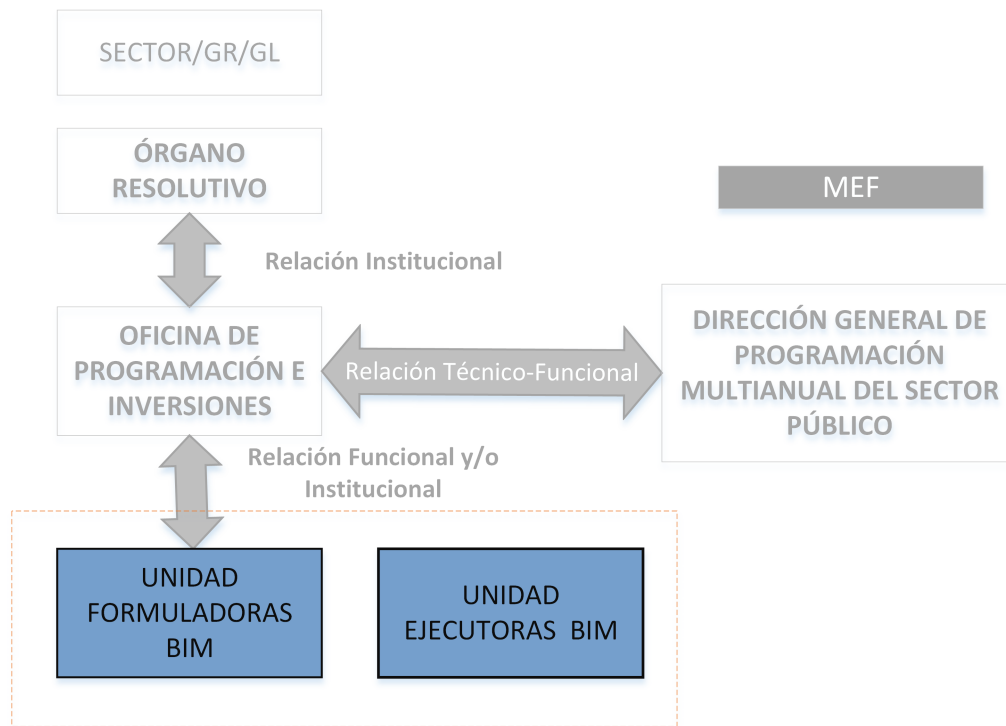 SECTOR/GR/GL
ÓRGANO
RESOLUTIVO
MEF
Relación Institucional
OFICINA DE
PROGRAMACIÓN E
INVERSIONES
Relación Técnico-Funcional
DIRECCIÓN GENERAL DE
PROGRAMACIÓN
MULTIANUAL DEL SECTOR
PÚBLICO
Relación Funcional y/o
Institucional
UNIDAD
FORMULADORAS
BIM
UNIDAD
EJECUTORAS BIM